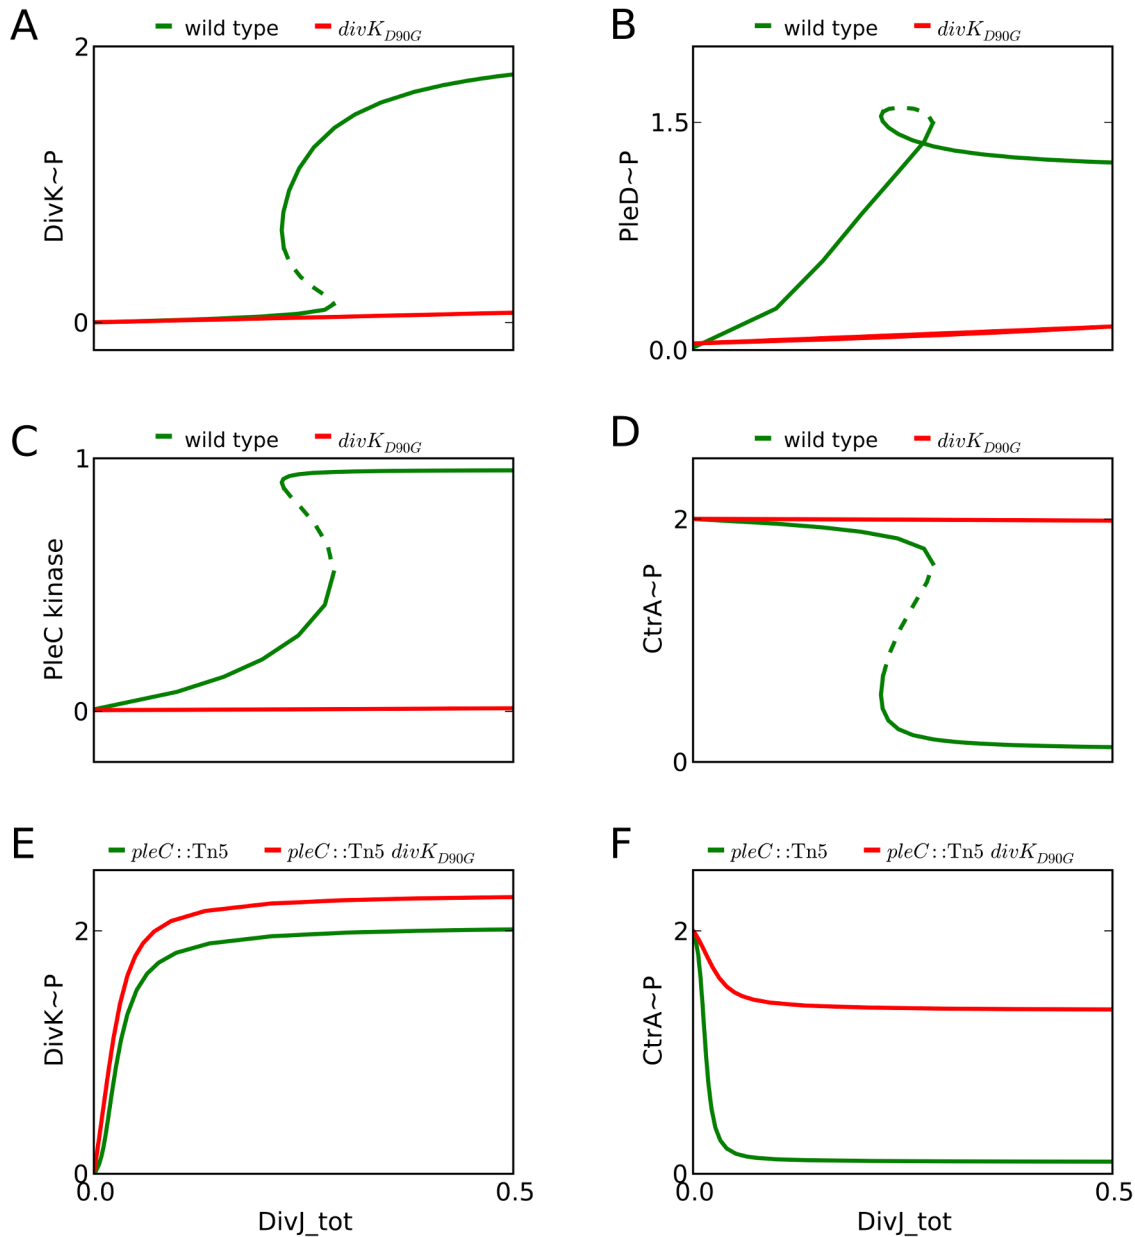 A
wild type
divK_D90G
2
0
DivK~P
B
wild type
divK_D90G
1.5
0.0
PleD~P
C
wild type
divK_D90G
1
0
PleC kinase
D
wild type
divK_D90G
2
0
CtrA~P
E
pleC::Tn5
pleC::Tn5 divK_D90G
2
0
DivK~P
0.0
0.5
DivJ_tot
F
pleC::Tn5
pleC::Tn5 divK_D90G
2
0
CtrA~P
0.0
0.5
DivJ_tot